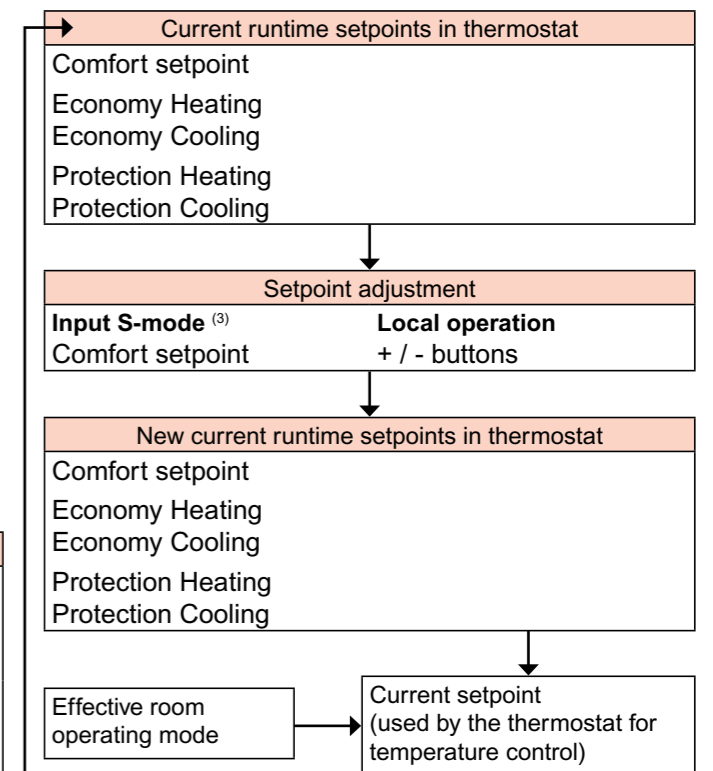 Current runtime setpoints in thermostat
Comfort setpoint
Economy Heating
Economy Cooling
Protection Heating
Protection Cooling
Setpoint adjustment
Input S-mode (3) Local operation
Comfort setpoint + / - buttons
New current runtime setpoints in thermostat
Comfort setpoint
Economy Heating
Economy Cooling
Protection Heating
Protection Cooling
Effective room
operating mode
Current setpoint
(used by the thermostat for
temperature control)